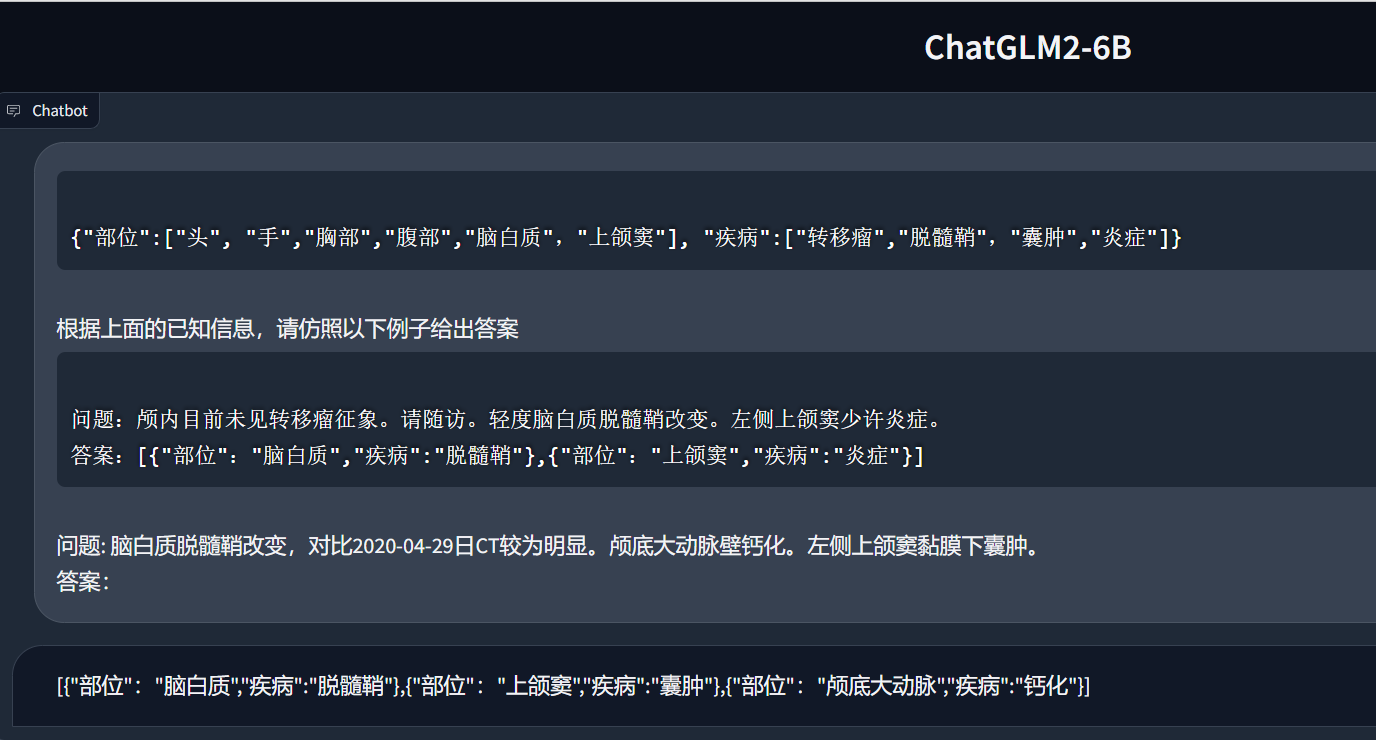 ChatGLM2-6B
Chatbot
{"部位":["头", "手","胸部","腹部","脑白质", "上颌窦"], "疾病":["转移瘤","脱髓鞘", "囊肿","炎症"]}
根据上面的已知信息，请仿照以下例子给出答案
问题：颅内目前未见转移瘤征象。请随访。轻度脑白质脱髓鞘改变。左侧上颌窦少许炎症。
答案：[{"部位": "脑白质","疾病":"脱髓鞘"},{"部位": "上颌窦","疾病":"炎症"}]
问题: 脑白质脱髓鞘改变，对比2020-04-29日CT较为明显。颅底大动脉壁钙化。左侧上颌窦黏膜下囊肿。
答案：
[{"部位": "脑白质","疾病":"脱髓鞘"},{"部位": "上颌窦","疾病":"囊肿"},{"部位": "颅底大动脉","疾病":"钙化"}]